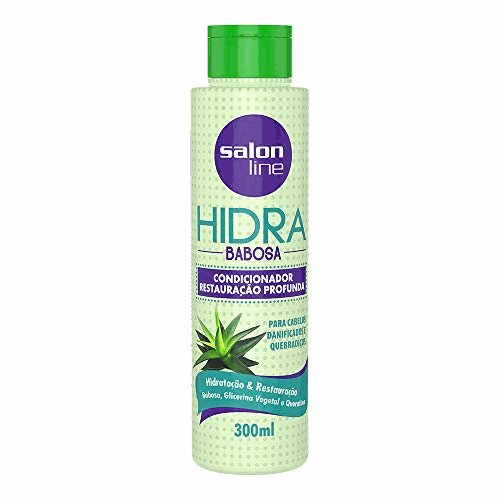 salon
line
HIDRA
BABOSA
CONDICIONADOR
RESTAURAÇÃO PROFUNDA
PARA CABELOS
DANIFICADOS E
QUEBRADIÇOS
Hidratação & Restauração
Babosa, Glicerina Vegetal e Queratina
300ml